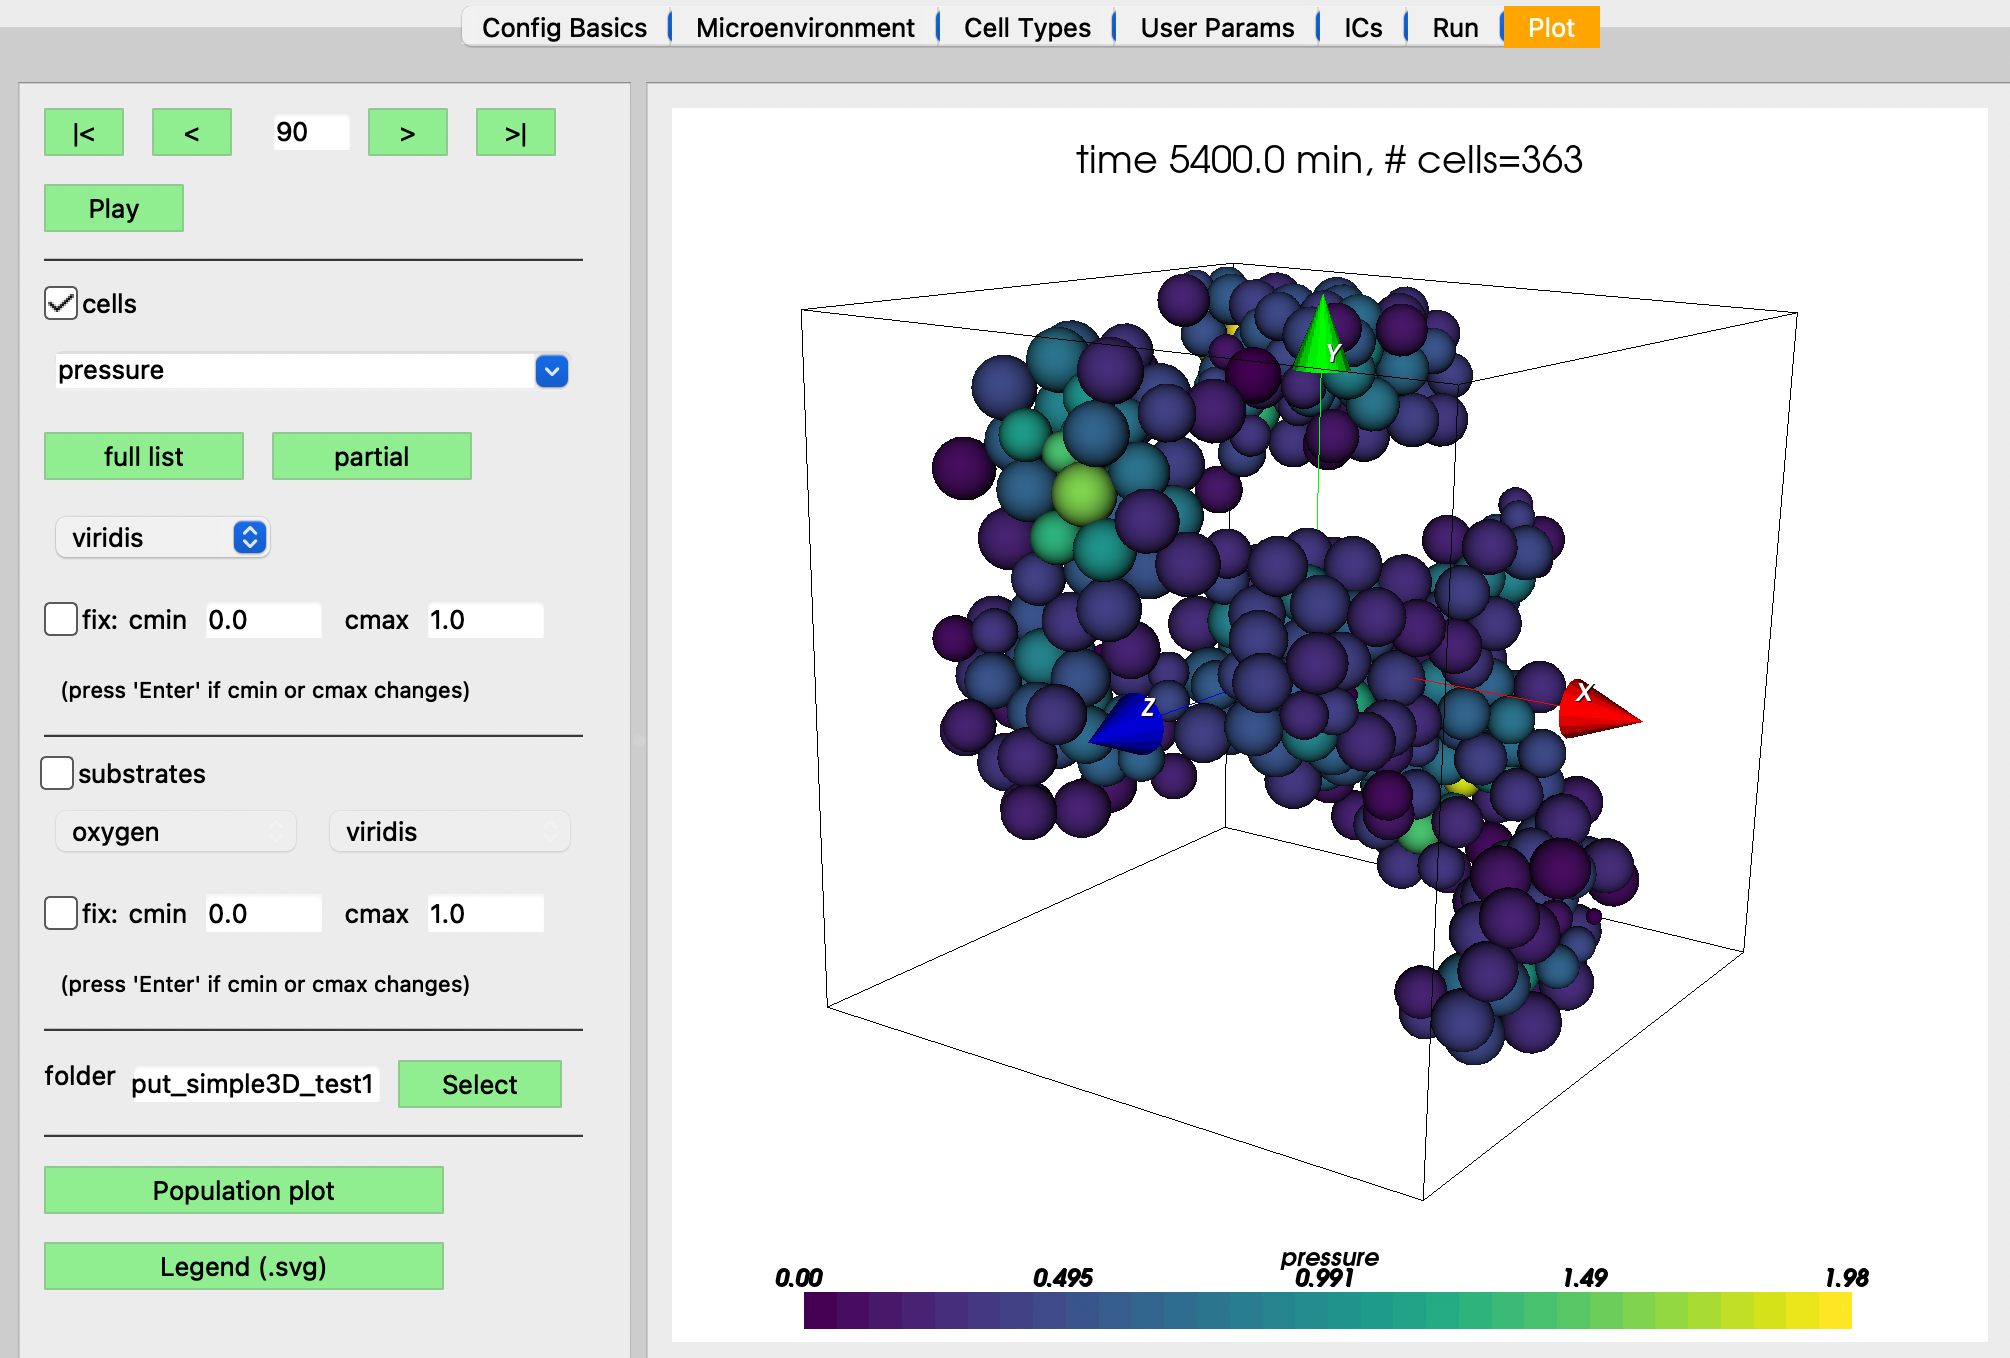 Config Basics Microenvironment Cell Types User Params ICs Run Plot
|< < 90 > >|
Play
cells
pressure
full list partial
viridis
fix: cmin 0.0 cmax 1.0
(press 'Enter' if cmin or cmax changes)
substrates
oxygen viridis
fix: cmin 0.0 cmax 1.0
(press 'Enter' if cmin or cmax changes)
folder put_simple3D_test1 Select
Population plot
Legend (.svg)
time 5400.0 min, # cells=363
Y
X
Z
pressure
0.00 0.495 0.991 1.49 1.98